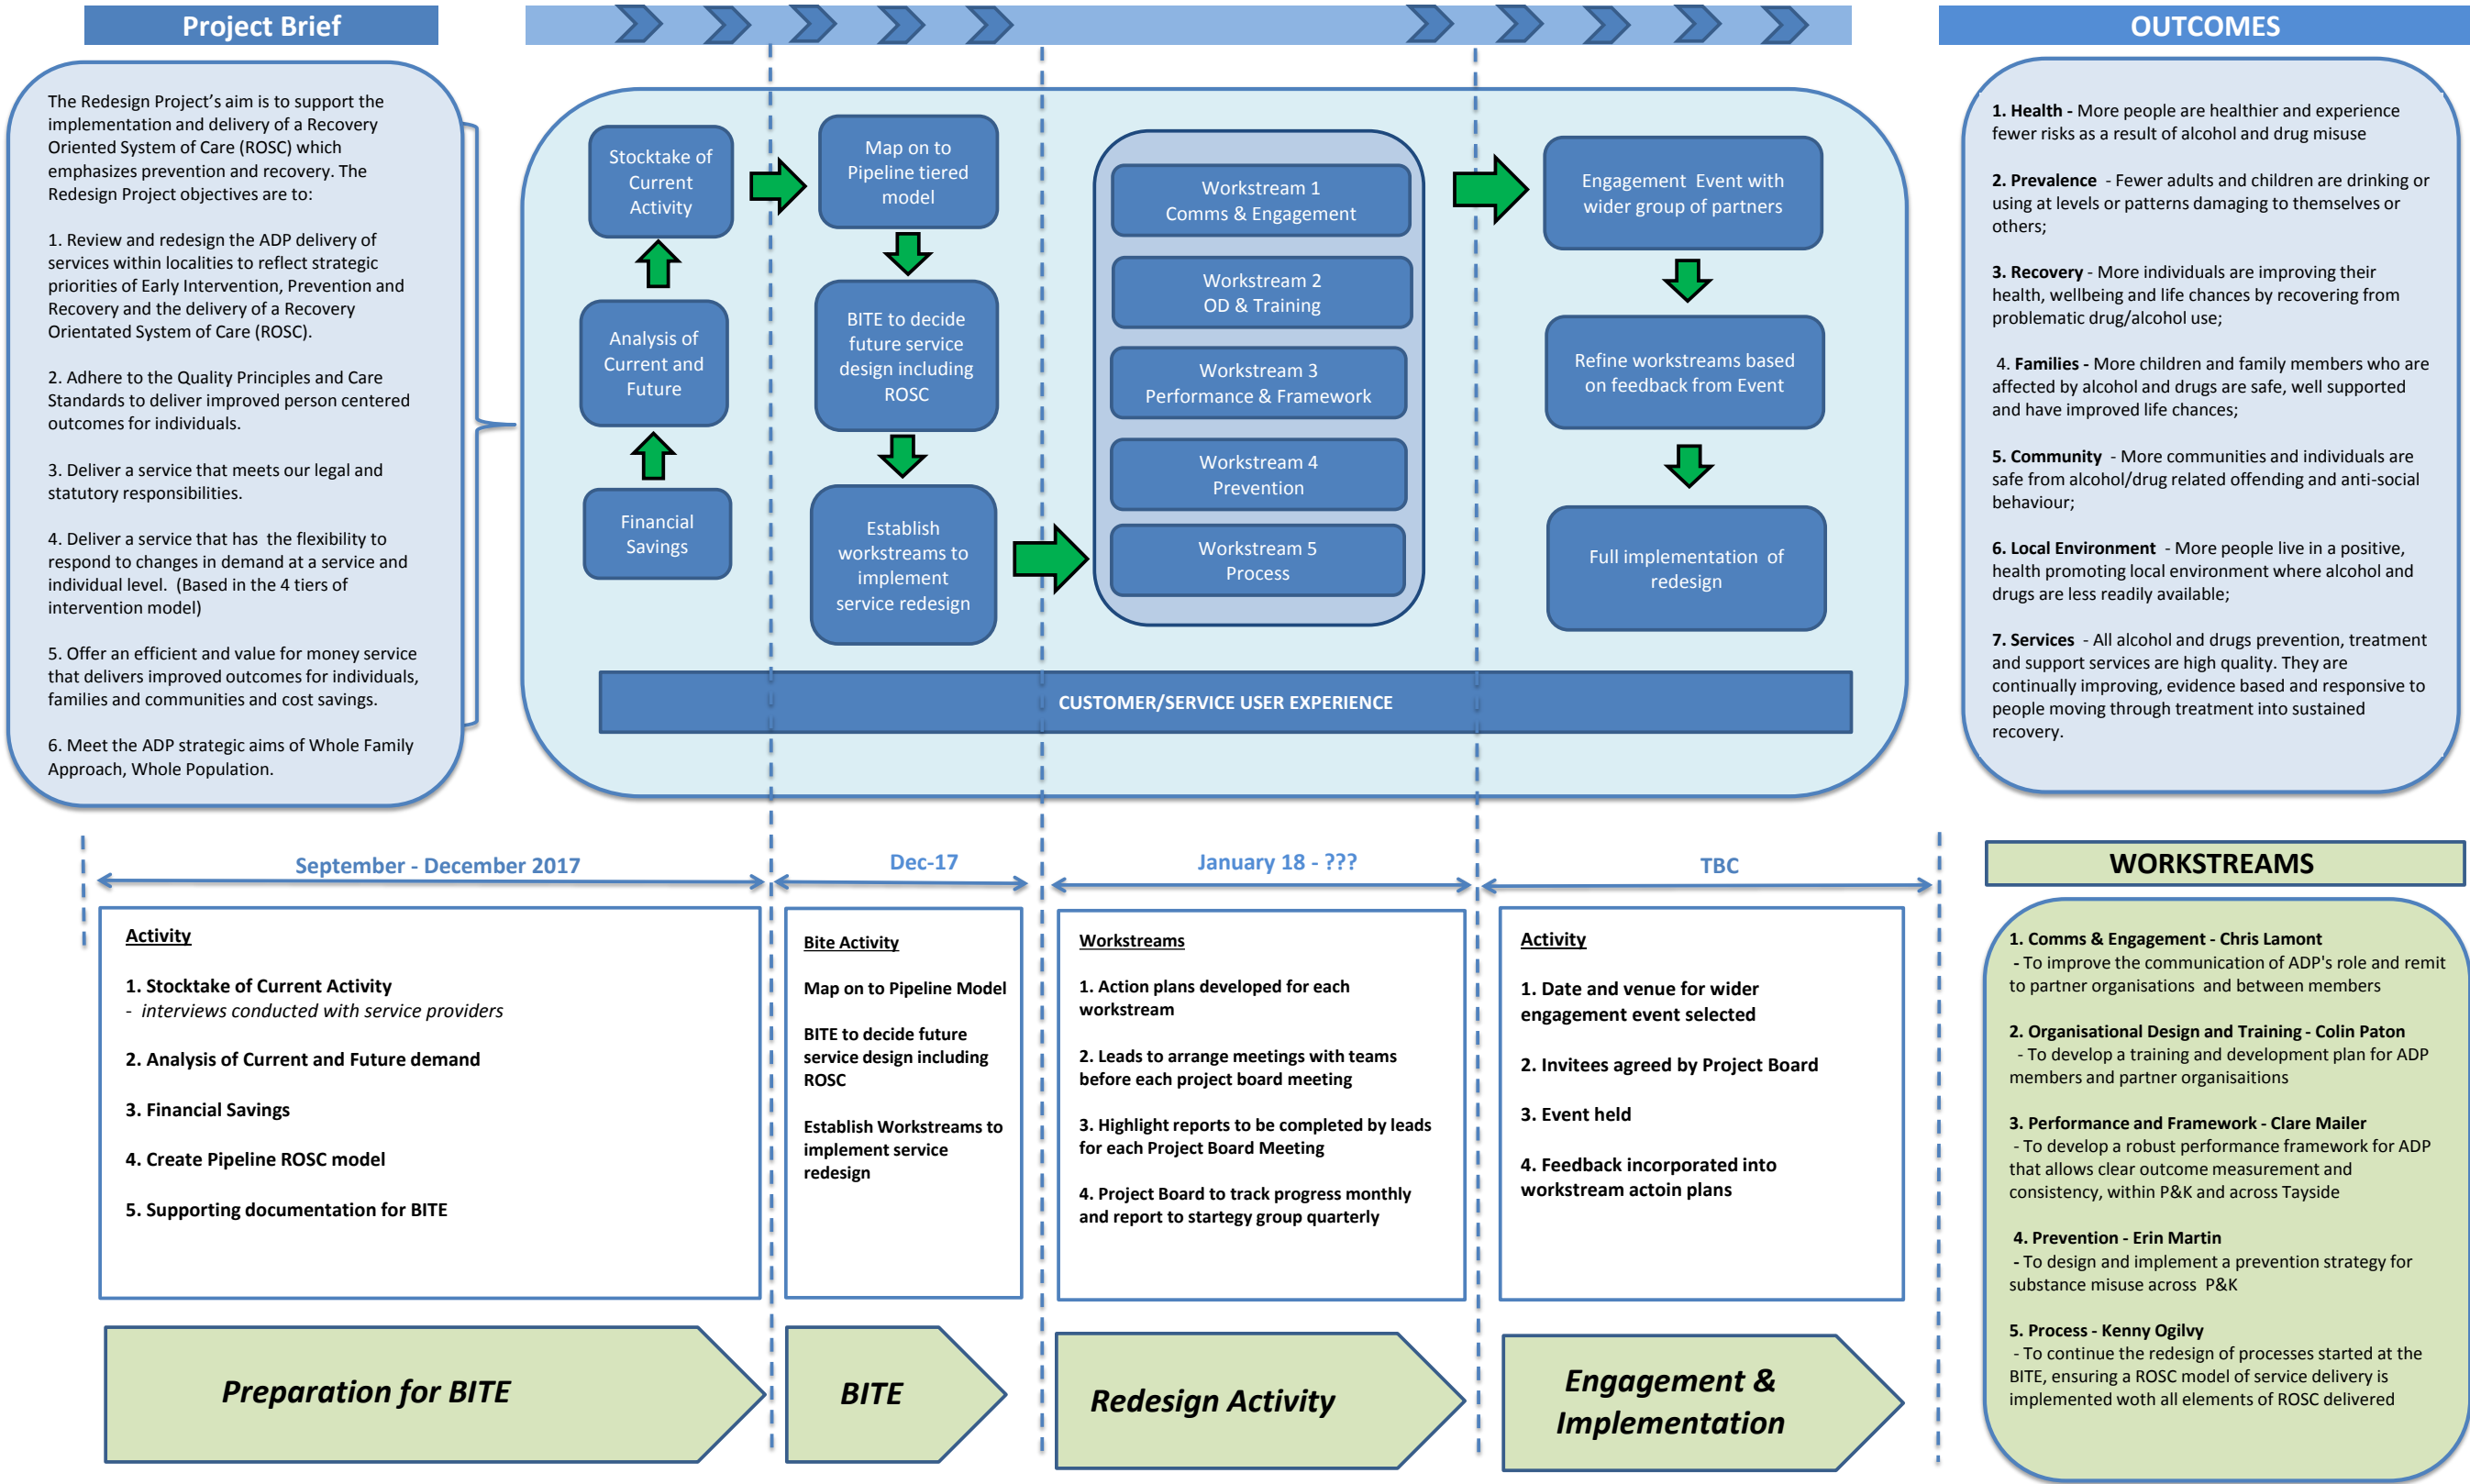 Project Brief
The Redesign Project's aim is to support the
implementation and delivery of a Recovery
Oriented System of Care (ROSC) which
emphasizes prevention and recovery. The
Redesign Project objectives are to:
1. Review and redesign the ADP delivery of
services within localities to reflect strategic
priorities of Early Intervention, Prevention and
Recovery and the delivery of a Recovery
Orientated System of Care (ROSC).
2. Adhere to the Quality Principles and Care
Standards to deliver improved person centered
outcomes for individuals.
3. Deliver a service that meets our legal and
statutory responsibilities.
4. Deliver a service that has the flexibility to
respond to changes in demand at a service and
individual level. (Based in the 4 tiers of
intervention model)
5. Offer an efficient and value for money service
that delivers improved outcomes for individuals,
families and communities and cost savings.
6. Meet the ADP strategic aims of Whole Family
Approach, Whole Population.
Stocktake of
Current
Activity
Analysis of
Current and
Future
Financial
Savings
Map on to
Pipeline tiered
model
BITE to decide
future service
design including
ROSC
Establish
workstreams to
implement
service redesign
Workstream 1
Comms & Engagement
Workstream 2
OD & Training
Workstream 3
Performance & Framework
Workstream 4
Prevention
Workstream 5
Process
Engagement Event with
wider group of partners
Refine workstreams based
on feedback from Event
Full implementation of
redesign
CUSTOMER/SERVICE USER EXPERIENCE
OUTCOMES
1. Health - More people are healthier and experience
fewer risks as a result of alcohol and drug misuse
2. Prevalence - Fewer adults and children are drinking or
using at levels or patterns damaging to themselves or
others;
3. Recovery - More individuals are improving their
health, wellbeing and life chances by recovering from
problematic drug/alcohol use;
4. Families - More children and family members who are
affected by alcohol and drugs are safe, well supported
and have improved life chances;
5. Community - More communities and individuals are
safe from alcohol/drug related offending and anti-social
behaviour;
6. Local Environment - More people live in a positive,
health promoting local environment where alcohol and
drugs are less readily available;
7. Services - All alcohol and drugs prevention, treatment
and support services are high quality. They are
continually improving, evidence based and responsive to
people moving through treatment into sustained
recovery.
September - December 2017
Dec-17
January 18 - ???
TBC
Activity
1. Stocktake of Current Activity
- interviews conducted with service providers
2. Analysis of Current and Future demand
3. Financial Savings
4. Create Pipeline ROSC model
5. Supporting documentation for BITE
Bite Activity
Map on to Pipeline Model
BITE to decide future
service design including
ROSC
Establish Workstreams to
implement service
redesign
Workstreams
1. Action plans developed for each
workstream
2. Leads to arrange meetings with teams
before each project board meeting
3. Highlight reports to be completed by leads
for each Project Board Meeting
4. Project Board to track progress monthly
and report to startegy group quarterly
Activity
1. Date and venue for wider
engagement event selected
2. Invitees agreed by Project Board
3. Event held
4. Feedback incorporated into
workstream actoin plans
Preparation for BITE
BITE
Redesign Activity
Engagement &
Implementation
WORKSTREAMS
1. Comms & Engagement - Chris Lamont
- To improve the communication of ADP's role and remit
to partner organisations and between members
2. Organisational Design and Training - Colin Paton
- To develop a training and development plan for ADP
members and partner organisaitions
3. Performance and Framework - Clare Mailer
- To develop a robust performance framework for ADP
that allows clear outcome measurement and
consistency, within P&K and across Tayside
4. Prevention - Erin Martin
- To design and implement a prevention strategy for
substance misuse across P&K
5. Process - Kenny Ogilvy
- To continue the redesign of processes started at the
BITE, ensuring a ROSC model of service delivery is
implemented woth all elements of ROSC delivered